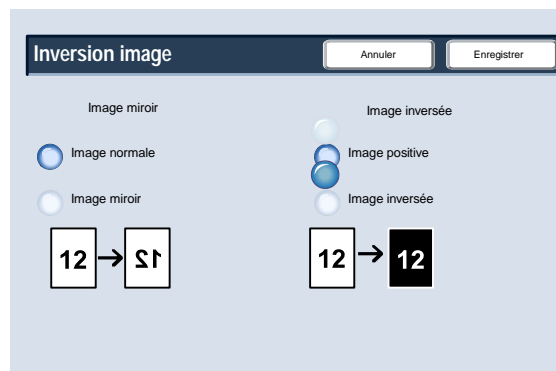 Inversion image
Annuler
Enregistrer
Image miroir
Image normale
Image miroir
12
12
Image inversée
Image positive
Image inversée
12
12